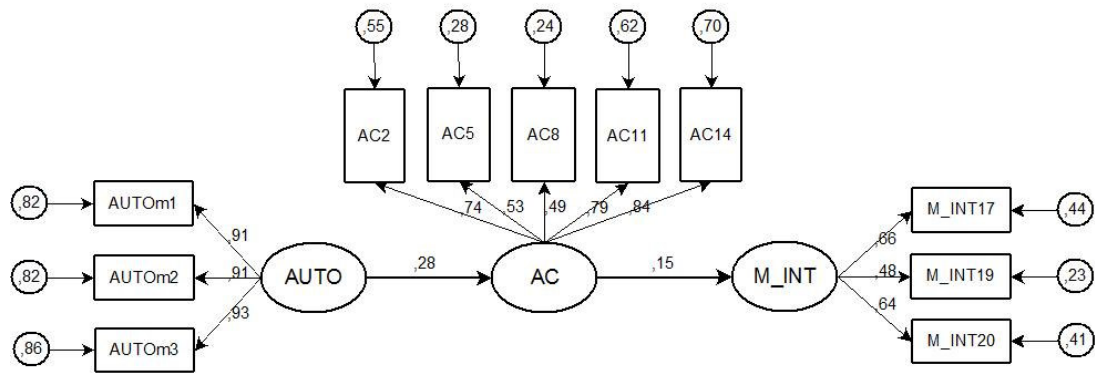 ,55 ,28 ,24 ,62 ,70
AC2 AC5 AC8 AC11 AC14
,74 ,53 ,49 ,79 ,84
,82 AUTOm1
,91
,82 AUTOm2
,91
,86 AUTOm3
,93
AUTO ,28 AC ,15 M_INT
,66
M_INT17 ,44
,48
M_INT19 ,23
,64
M_INT20 ,41